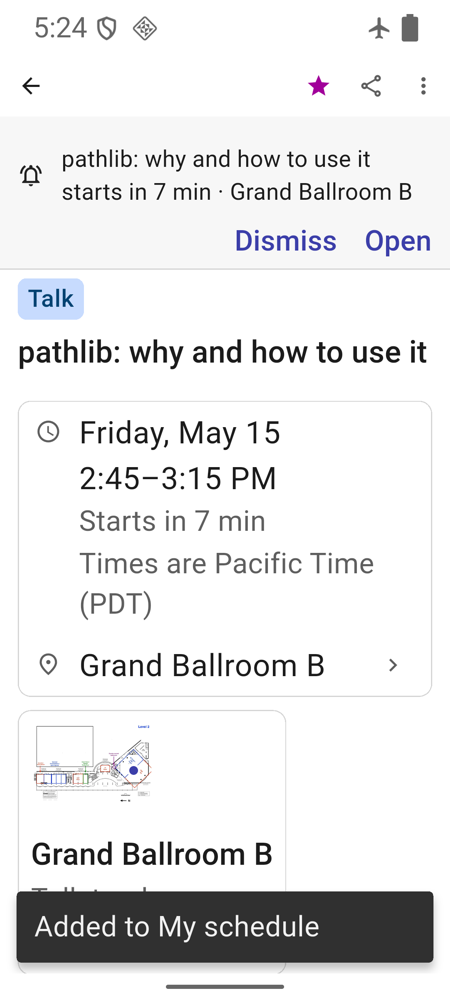 5:24
pathlib: why and how to use it
starts in 7 min · Grand Ballroom B
Dismiss
Open
Talk
pathlib: why and how to use it
Friday, May 15
2:45–3:15 PM
Starts in 7 min
Times are Pacific Time
(PDT)
Grand Ballroom B
Grand Ballroom B
Added to My schedule